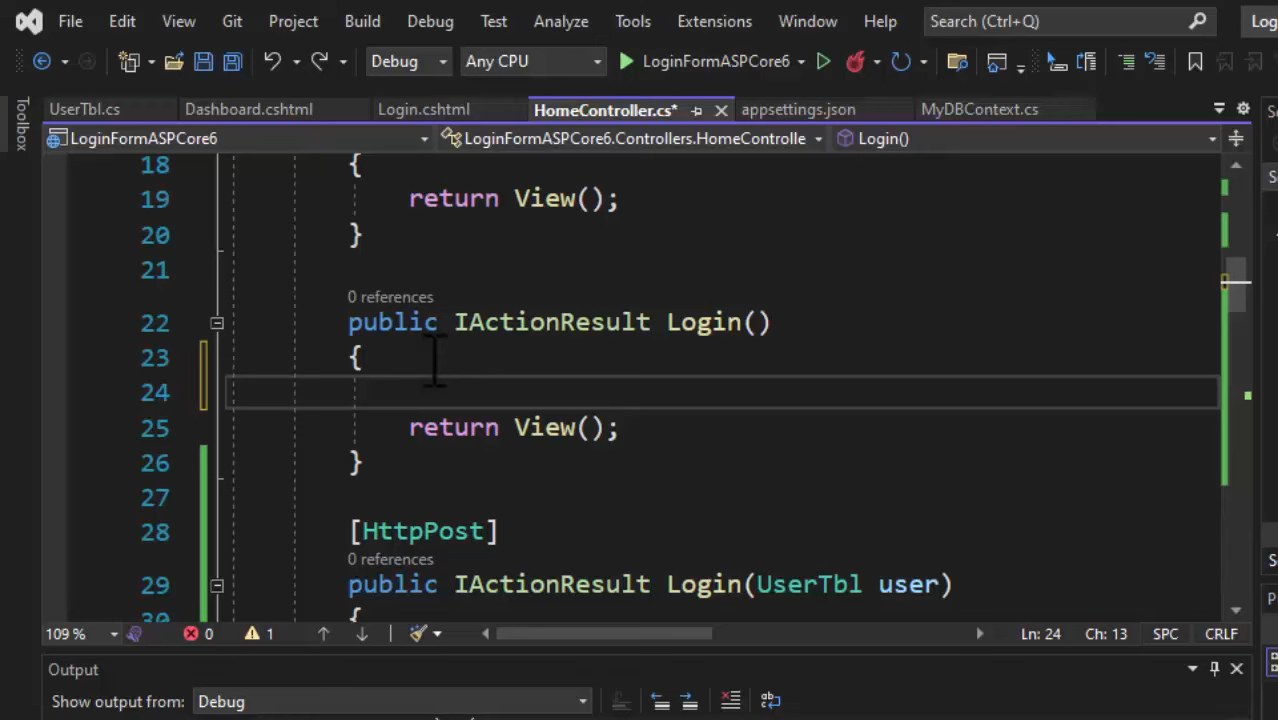 File Edit View Git Project Build Debug Test Analyze Tools Extensions Window Help Search (Ctrl+Q) Log
Debug Any CPU LoginFormASPCore6
Toolbox
UserTbl.cs Dashboard.cshtml Login.cshtml HomeController.cs* appsettings.json MyDBContext.cs
LoginFormASPCore6 LoginFormASPCore6.Controllers.HomeControlle Login()
18 {
19 return View();
20 }
21
0 references
22 public IActionResult Login()
23 {
24
25 return View();
26 }
27
28 [HttpPost]
0 references
29 public IActionResult Login(UserTbl user)
30 {
109 % 0 1 Ln: 24 Ch: 13 SPC CRLF
Output
Show output from: Debug